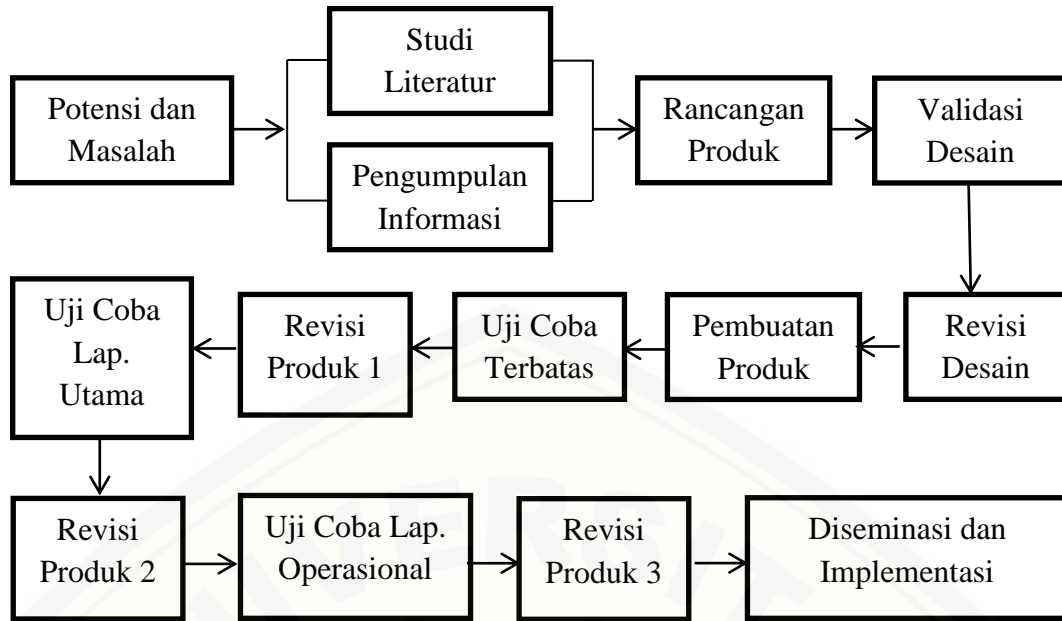 Potensi dan
Masalah
Studi
Literatur
Pengumpulan
Informasi
Rancangan
Produk
Validasi
Desain
Revisi
Desain
Pembuatan
Produk
Uji Coba
Terbatas
Revisi
Produk 1
Uji Coba
Lap.
Utama
Revisi
Produk 2
Uji Coba Lap.
Operasional
Revisi
Produk 3
Diseminasi dan
Implementasi